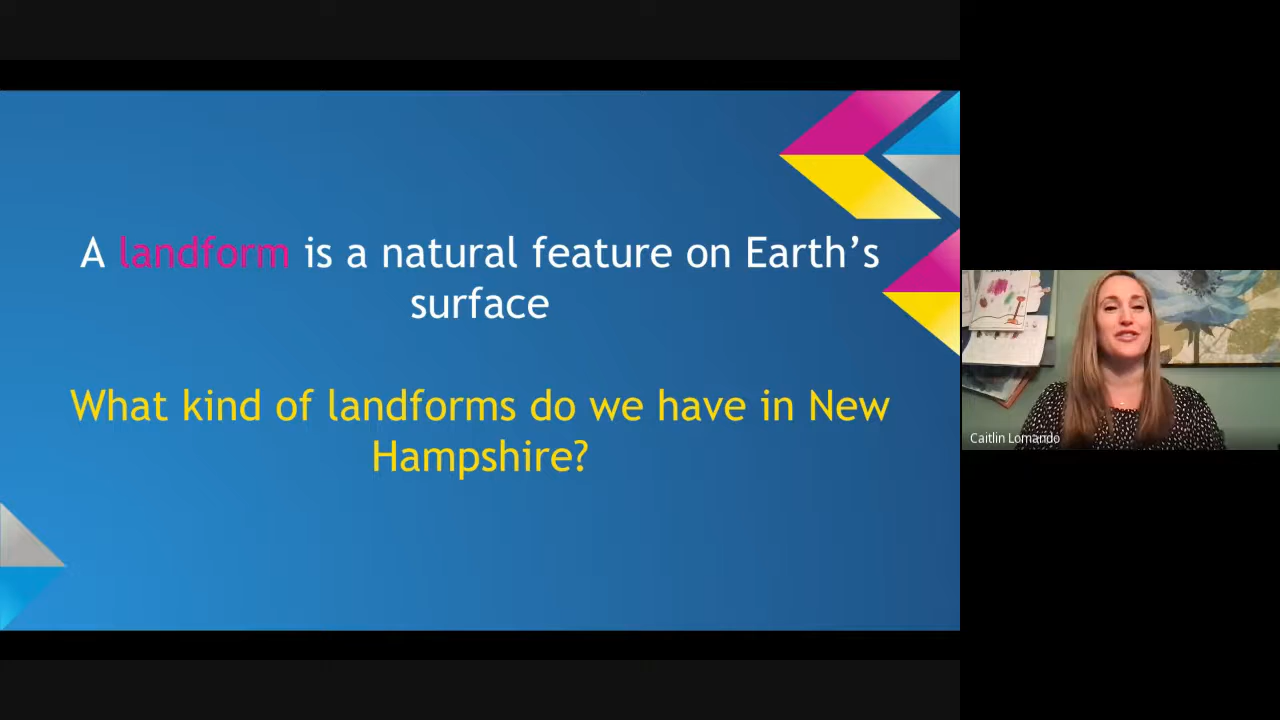 A landform is a natural feature on Earth’s
surface
What kind of landforms do we have in New
Hampshire?
Caitlin Lomando